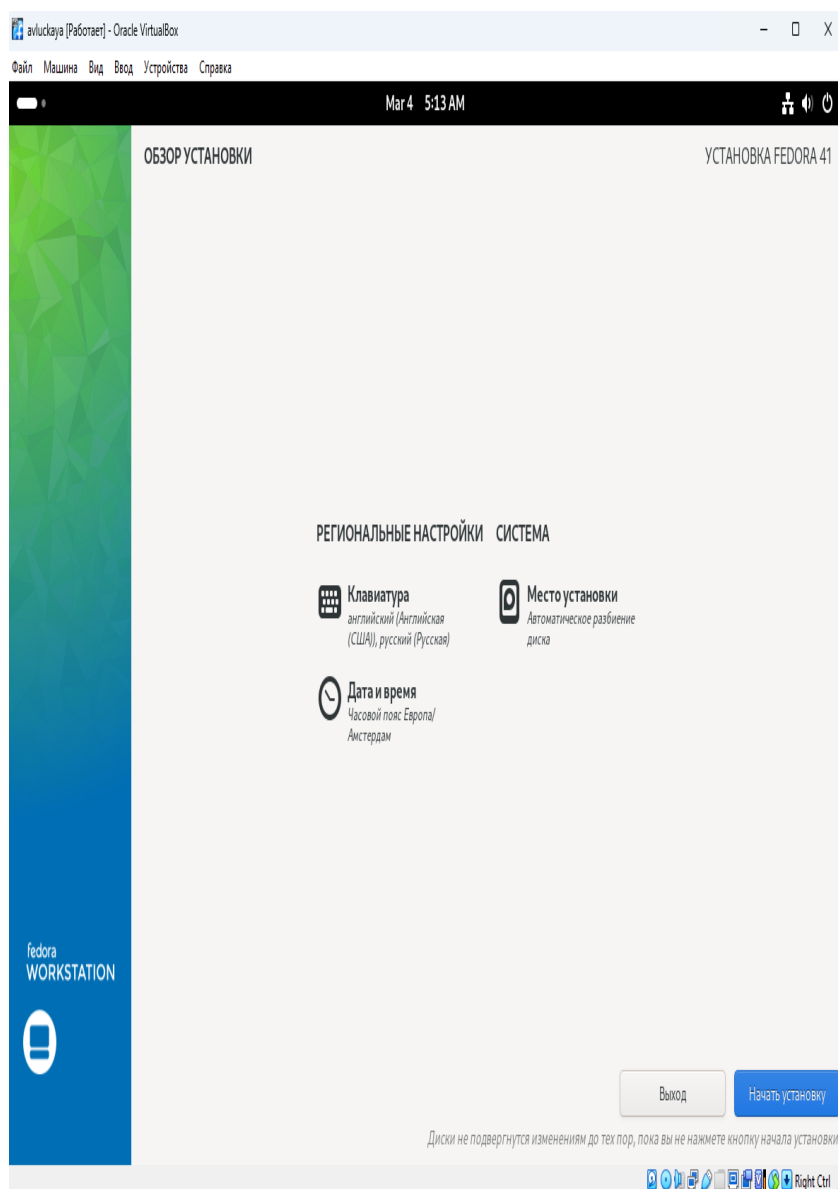 avluckaya [Работает] - Oracle VirtualBox
Файл Машина Вид Ввод Устройства Справка
Mar 4 5:13 AM
ОБЗОР УСТАНОВКИ
УСТАНОВКА FEDORA 41
РЕГИОНАЛЬНЫЕ НАСТРОЙКИ
СИСТЕМА
Клавиатура
английский (Английская
(США)), русский (Русская)
Место установки
Автоматическое разбиение
диска
Дата и время
Часовой пояс Европа/
Амстердам
fedora
WORKSTATION
Выход
Начать установку
Диски не подвергнутся изменениям до тех пор, пока вы не нажмете кнопку начала установки
Right Ctrl